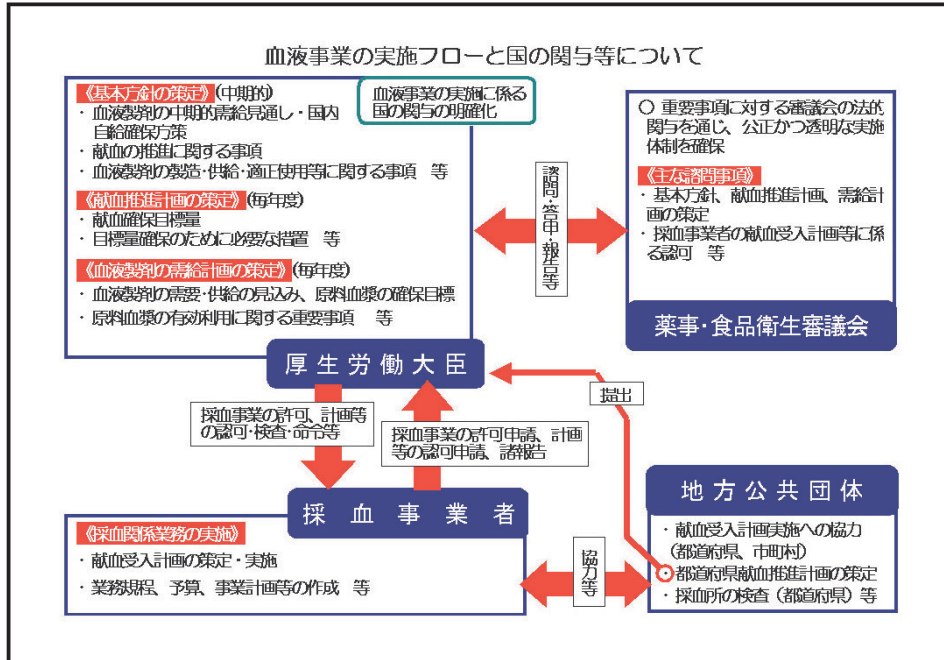 血液事業の実施フローと国の関与等について
《基本方針の策定》(中期的)
・血液製剤の中期的需給見通し・国内
自給確保方策
・献血の推進に関する事項
・血液製剤の製造・供給・適正使用等に関する事項　等
《献血推進計画の策定》(毎年度)
・献血確保目標量
・目標量確保のために必要な措置　等
《血液製剤の需給計画の策定》(毎年度)
・血液製剤の需要・供給の見込み、原料血漿の確保目標
・原料血漿の有効利用に関する重要事項　等
血液事業の実施に係る
国の関与の明確化
厚生労働大臣
諮問・答申・報告等
○ 重要事項に対する審議会の法的
関与を通じ、公正かつ透明な実施
体制を確保
《主な諮問事項》
・基本方針、献血推進計画、需給計
画の策定
・採血事業者の献血受入計画等に係
る認可　等
薬事・食品衛生審議会
採血事業の許可、計画等
の認可・検査・命令等
採血事業の許可申請、計画
等の認可申請、諸報告
提出
採血事業者
《採血関係業務の実施》
・献血受入計画の策定・実施
・業務規程、予算、事業計画等の作成　等
協力等
地方公共団体
・献血受入計画実施への協力
(都道府県、市町村)
・都道府県献血推進計画の策定
・採血所の検査(都道府県)等